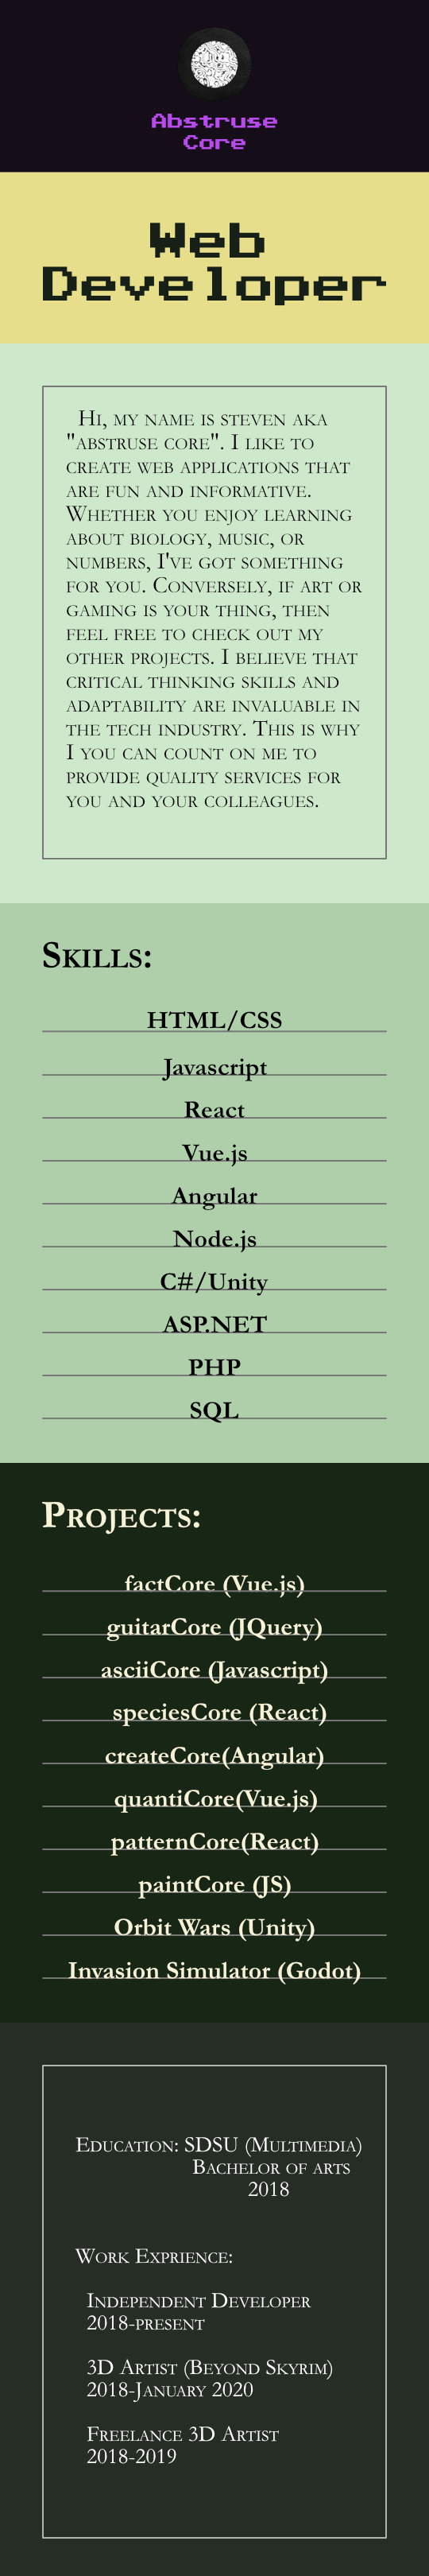 Abstruse
Core
Web
Developer
Hi, my name is steven aka
"abstruse core". I like to
create web applications that
are fun and informative.
Whether you enjoy learning
about biology, music, or
numbers, I've got something
for you. Conversely, if art or
gaming is your thing, then
feel free to check out my
other projects. I believe that
critical thinking skills and
adaptability are invaluable in
the tech industry. This is why
I you can count on me to
provide quality services for
you and your colleagues.
Skills:
HTML/CSS
Javascript
React
Vue.js
Angular
Node.js
C#/Unity
ASP.NET
PHP
SQL
Projects:
factCore (Vue.js)
guitarCore (JQuery)
asciiCore (Javascript)
speciesCore (React)
createCore(Angular)
quantiCore(Vue.js)
patternCore(React)
paintCore (JS)
Orbit Wars (Unity)
Invasion Simulator (Godot)
Education: SDSU (Multimedia)
Bachelor of arts
2018
Work Exprience:
Independent Developer
2018-present
3D Artist (Beyond Skyrim)
2018-January 2020
Freelance 3D Artist
2018-2019